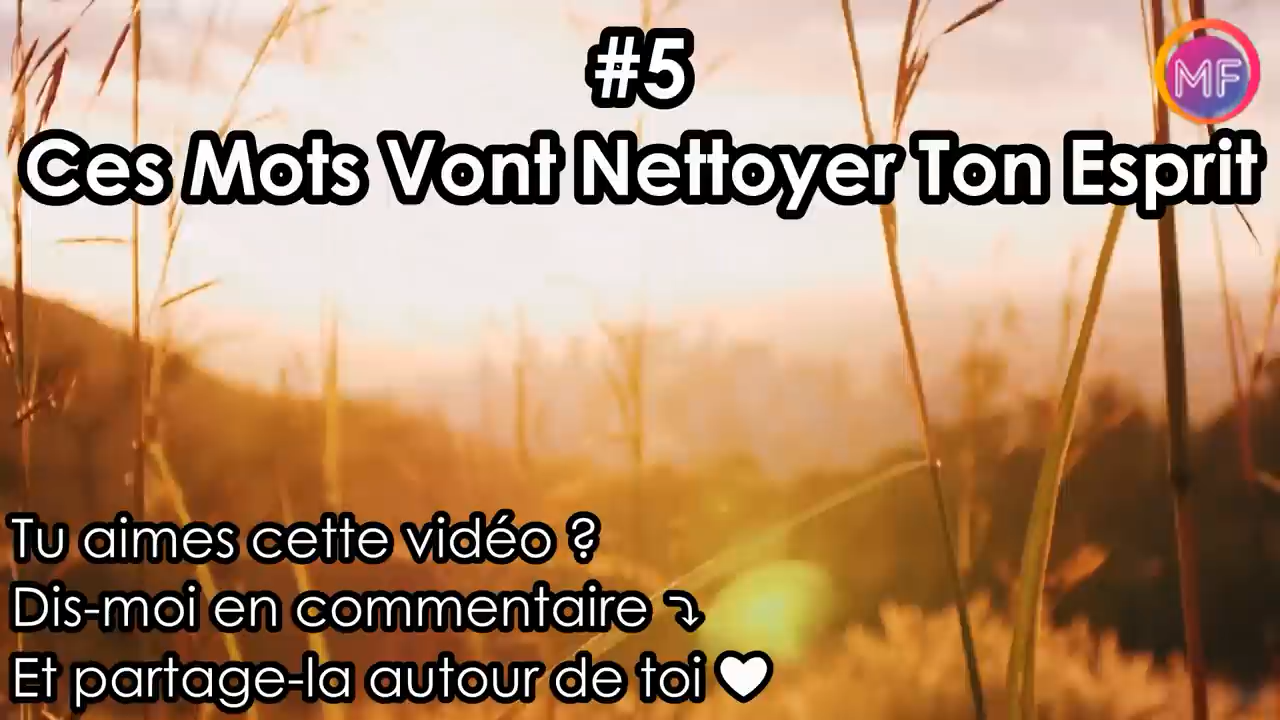 #5
MF
Ces Mots Vont Nettoyer Ton Esprit
Tu aimes cette vidéo ?
Dis-moi en commentaire ⤵
Et partage-la autour de toi ♥